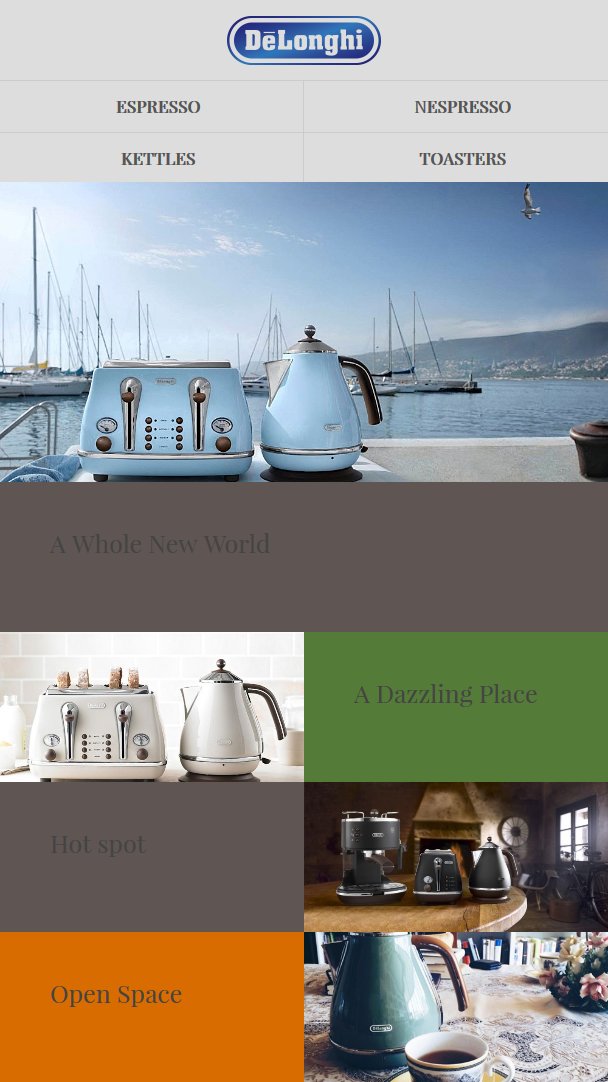 DēLonghi
ESPRESSO
NESPRESSO
KETTLES
TOASTERS
A Whole New World
A Dazzling Place
Hot spot
Open Space